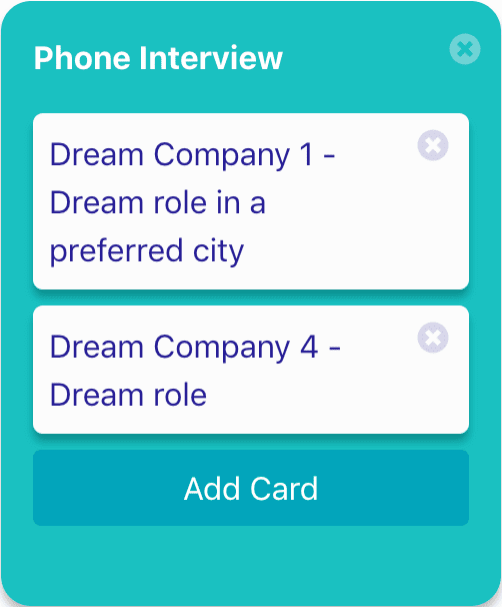 Phone Interview
Dream Company 1 -
Dream role in a
preferred city
Dream Company 4 -
Dream role
Add Card